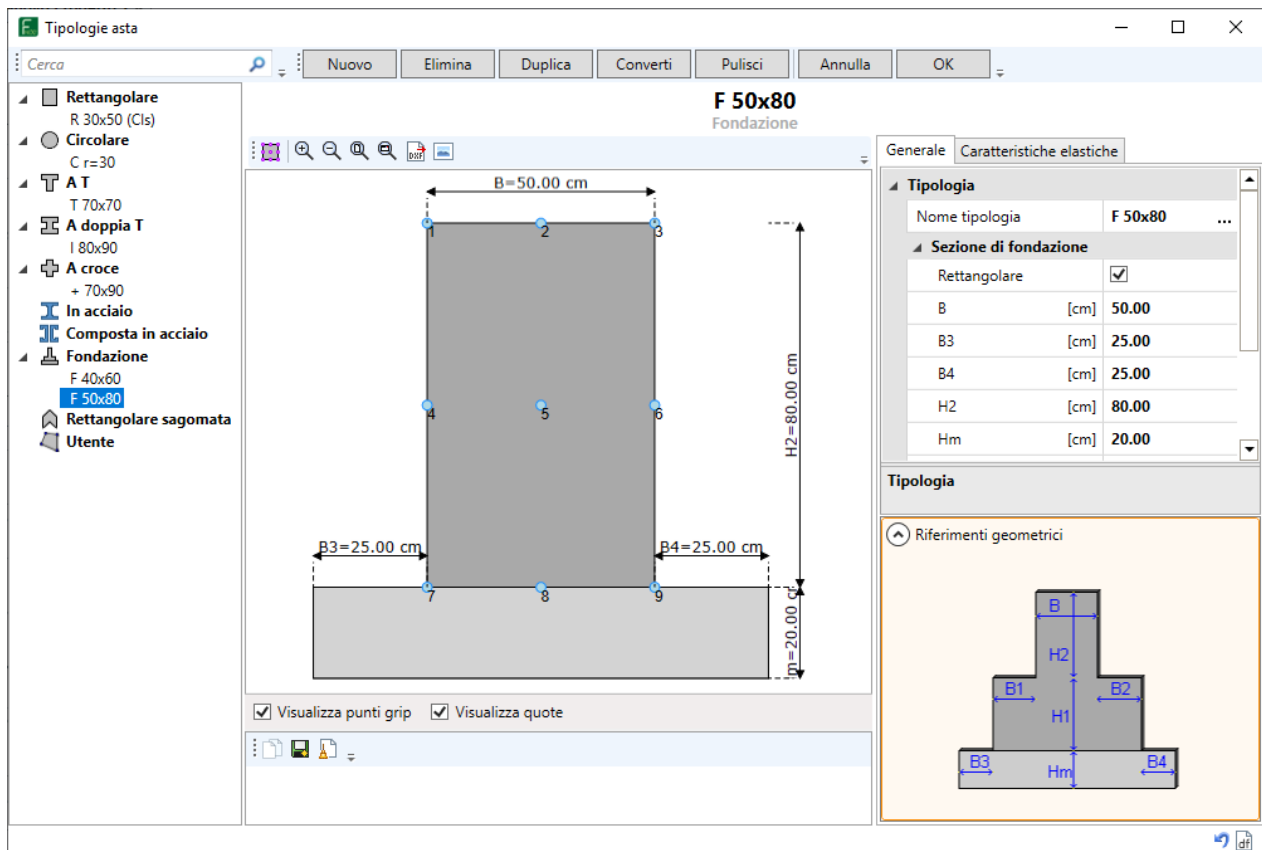 Tipologie asta
Cerca
Nuovo Elimina Duplica Converti Pulisci Annulla OK
Rettangolare
R 30x50 (Cls)
Circolare
C r=30
A T
T 70x70
A doppia T
I 80x90
A croce
+ 70x90
In acciaio
Composta in acciaio
Fondazione
F 40x60
F 50x80
Rettangolare sagomata
Utente
F 50x80
Fondazione
DXF
B=50.00 cm
1 2 3
H2=80.00 cm
4 5 6
B3=25.00 cm B4=25.00 cm
7 8 9
m=20.00 cr
Visualizza punti grip Visualizza quote
Generale Caratteristiche elastiche
Tipologia
Nome tipologia F 50x80 ...
Sezione di fondazione
Rettangolare
B [cm] 50.00
B3 [cm] 25.00
B4 [cm] 25.00
H2 [cm] 80.00
Hm [cm] 20.00
Tipologia
Riferimenti geometrici
B
H2
B1 B2
H1
B3 Hm B4
df